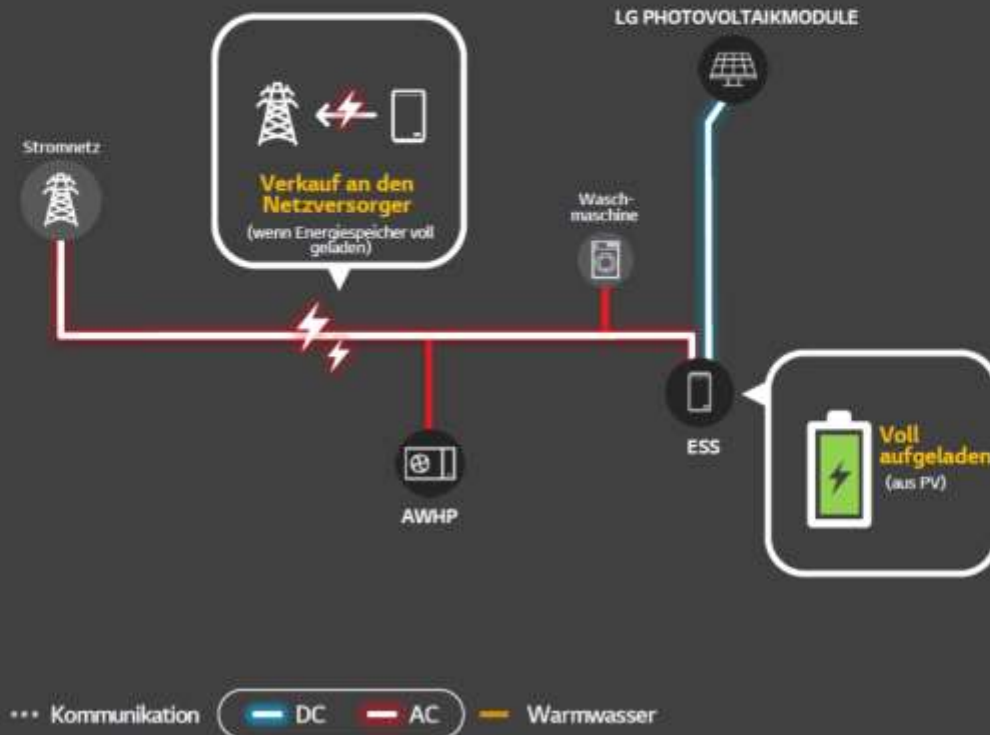 LG PHOTOVOLTAIKMODULE
Stromnetz
Verkauf an den
Netzversorger
(wenn Energiespeicher voll
geladen)
Wasch-
maschine
ESS
Voll
aufgeladen
(aus PV)
AWHP
Kommunikation DC AC Warmwasser